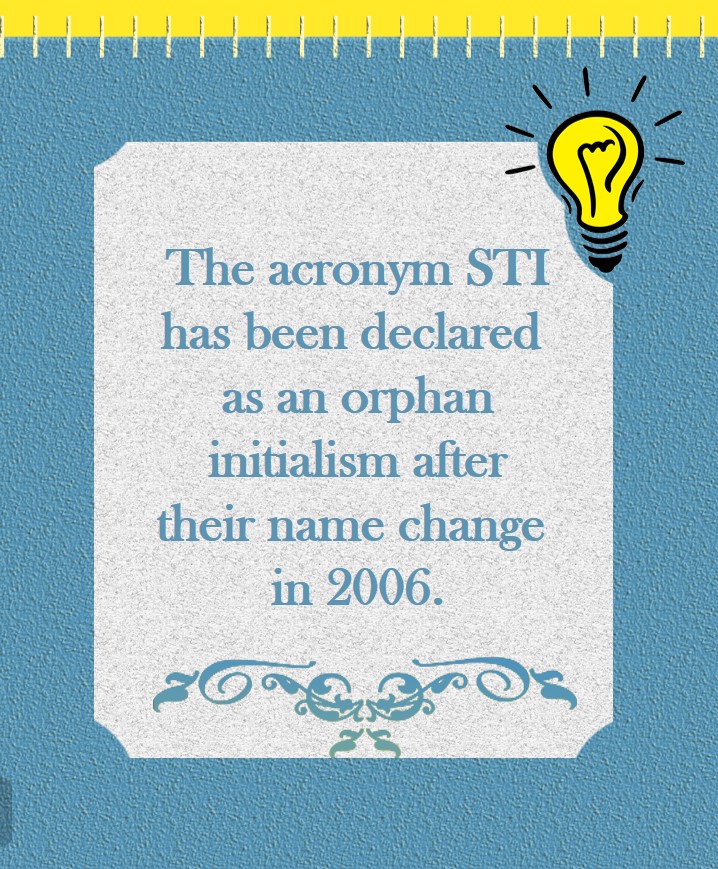 The acronym STI
has been declared
as an orphan
initialism after
their name change
in 2006.